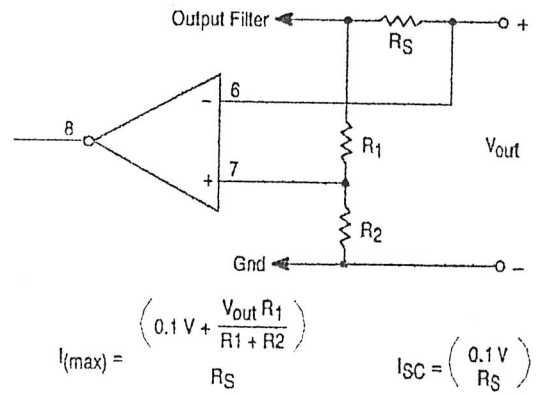 Output Filter
RS
+
6
-
8
R1
Vout
7
+
R2
Gnd
-
I(max) = (0.1 V + Vout R1 / R1 + R2) / RS
ISC = (0.1 V / RS)